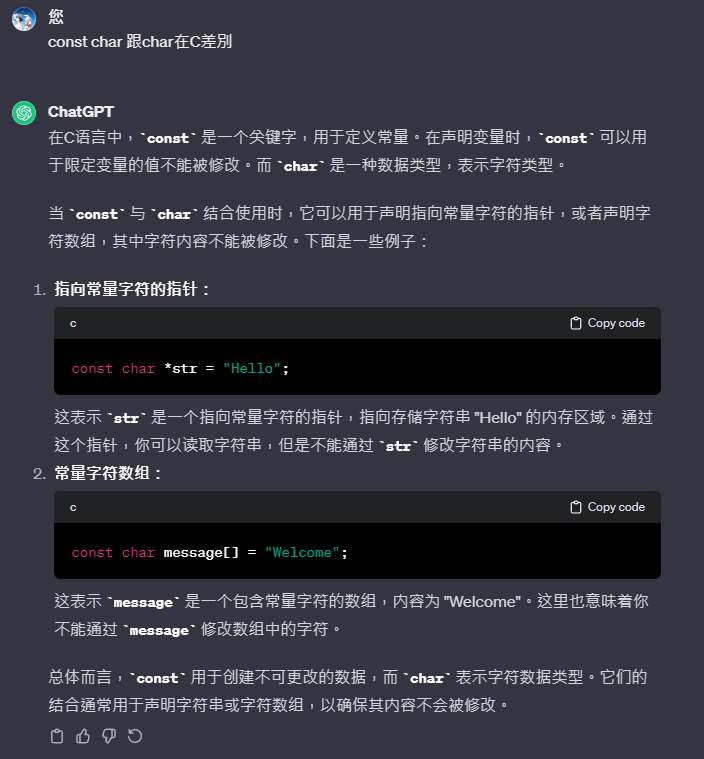 您
const char 跟char在C差別
ChatGPT
在C语言中，`const` 是一个关键字，用于定义常量。在声明变量时，`const` 可以用
于限定变量的值不能被修改。而 `char` 是一种数据类型，表示字符类型。
当 `const` 与 `char` 结合使用时，它可以用于声明指向常量字符的指针，或者声明字
符数组，其中字符内容不能被修改。下面是一些例子：
1. 指向常量字符的指针：
c Copy code
const char *str = "Hello";
这表示 `str` 是一个指向常量字符的指针，指向存储字符串 "Hello" 的内存区域。通过
这个指针，你可以读取字符串，但是不能通过 `str` 修改字符串的内容。
2. 常量字符数组：
c Copy code
const char message[] = "Welcome";
这表示 `message` 是一个包含常量字符的数组，内容为 "Welcome"。这里也意味着你
不能通过 `message` 修改数组中的字符。
总体而言，`const` 用于创建不可更改的数据，而 `char` 表示字符数据类型。它们的
结合通常用于声明字符串或字符数组，以确保其内容不会被修改。